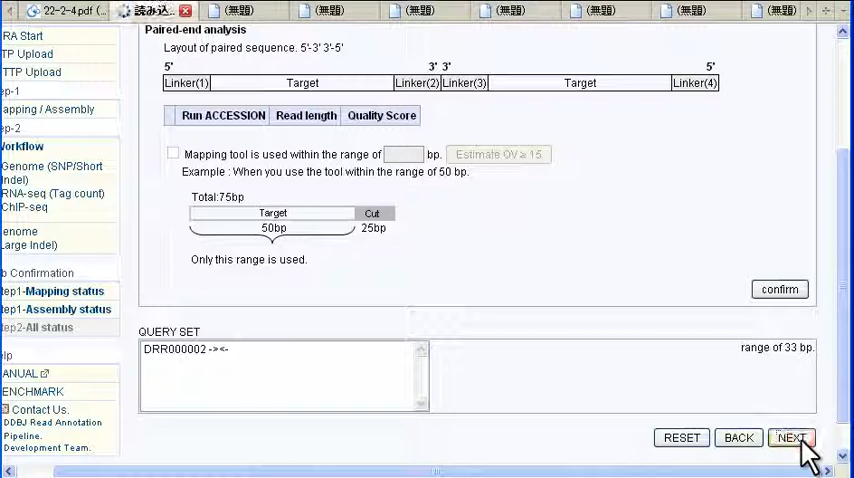 22-2-4.pdf (...
読み込...
(無題)
(無題)
(無題)
(無題)
(無題)
(無題)
(無題)
RA Start
TP Upload
TTP Upload
ep-1
apping / Assembly
ep-2
Workflow
Genome (SNP/Short
Indel)
RNA-seq (Tag count)
ChIP-seq
enome
Large Indel)
b Confirmation
tep1-Mapping status
tep1-Assembly status
tep2-All status
elp
ANUAL
ENCHMARK
Contact Us.
DDBJ Read Annotation
Pipeline.
Development Team.
Paired-end analysis
Layout of paired sequence. 5'-3' 3'-5'
5' 3' 3' 5'
Linker(1) Target Linker(2) Linker(3) Target Linker(4)
Run ACCESSION Read length Quality Score
Mapping tool is used within the range of bp. Estimate QV ≥ 15
Example : When you use the tool within the range of 50 bp.
Total:75bp
Target Cut
50bp 25bp
Only this range is used.
confirm
QUERY SET
DRR000002 -><-
range of 33 bp.
RESET BACK NEXT